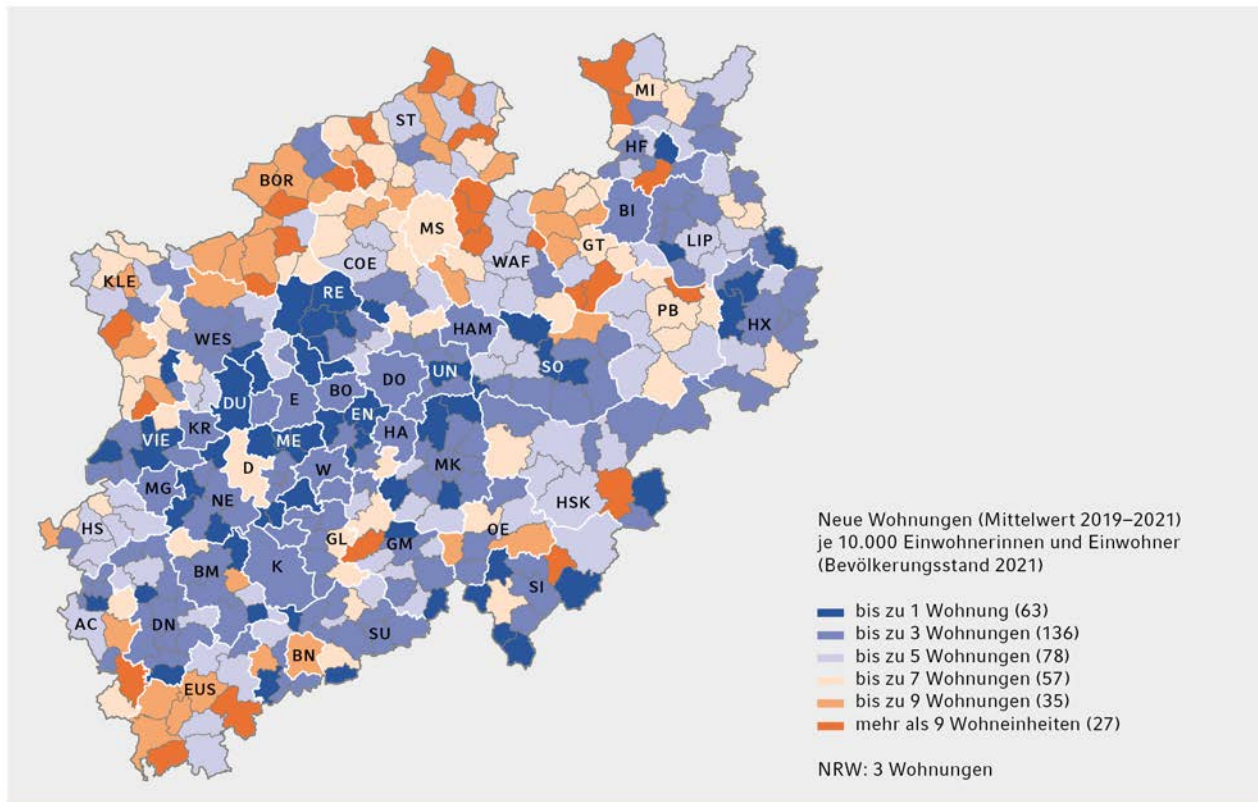 MI
ST
HF
BOR
BI
MS
GT
LIP
WAF
COE
KLE
RE
PB
HX
HAM
WES
SO
UN
DO
BO
E
DU
EN
KR
HA
VIE
ME
D
W
MK
MG
NE
HSK
HS
OE
GL
GM
K
BM
SI
AC
DN
SU
BN
EUS
Neue Wohnungen (Mittelwert 2019–2021)
je 10.000 Einwohnerinnen und Einwohner
(Bevölkerungsstand 2021)
bis zu 1 Wohnung (63)
bis zu 3 Wohnungen (136)
bis zu 5 Wohnungen (78)
bis zu 7 Wohnungen (57)
bis zu 9 Wohnungen (35)
mehr als 9 Wohneinheiten (27)
NRW: 3 Wohnungen